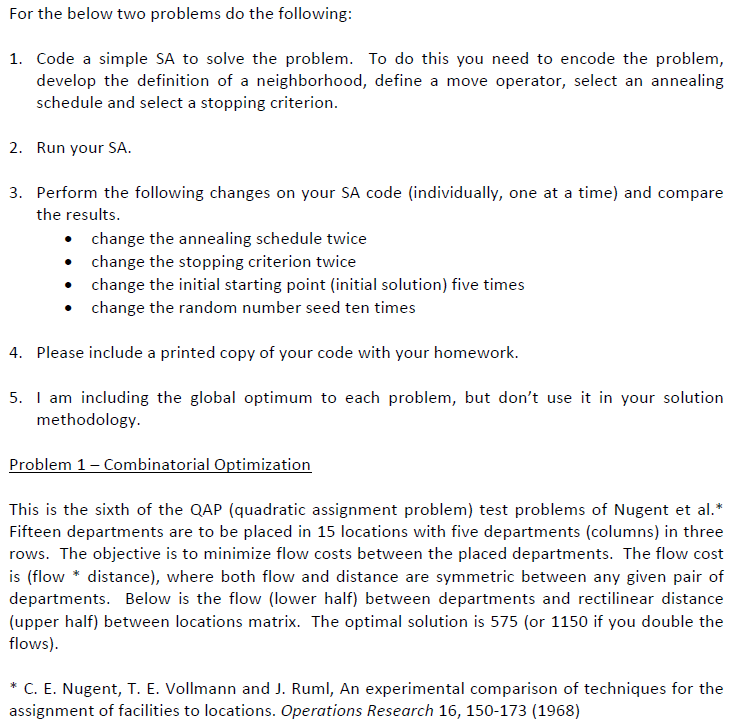 For the below two problems do the following:
1. Code a simple SA to solve the problem. To do this you need to encode the problem,
develop the definition of a neighborhood, define a move operator, select an annealing
schedule and select a stopping criterion.
2. Run your SA.
3. Perform the following changes on your SA code (individually, one at a time) and compare
the results.
• change the annealing schedule twice
• change the stopping criterion twice
• change the initial starting point (initial solution) five times
• change the random number seed ten times
4. Please include a printed copy of your code with your homework.
5. I am including the global optimum to each problem, but don't use it in your solution
methodology.
Problem 1 – Combinatorial Optimization
This is the sixth of the QAP (quadratic assignment problem) test problems of Nugent et al.*
Fifteen departments are to be placed in 15 locations with five departments (columns) in three
rows. The objective is to minimize flow costs between the placed departments. The flow cost
is (flow * distance), where both flow and distance are symmetric between any given pair of
departments. Below is the flow (lower half) between departments and rectilinear distance
(upper half) between locations matrix. The optimal solution is 575 (or 1150 if you double the
flows).
* C. E. Nugent, T. E. Vollmann and J. Ruml, An experimental comparison of techniques for the
assignment of facilities to locations. Operations Research 16, 150-173 (1968)